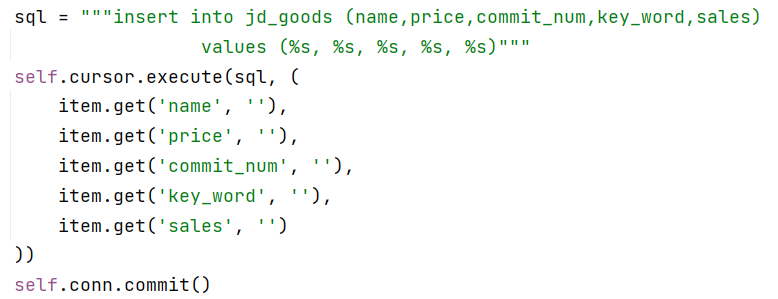 sql = """insert into jd_goods (name,price,commit_num,key_word,sales)
                values (%s, %s, %s, %s, %s)"""
self.cursor.execute(sql, (
    item.get('name', ''),
    item.get('price', ''),
    item.get('commit_num', ''),
    item.get('key_word', ''),
    item.get('sales', '')
))
self.conn.commit()